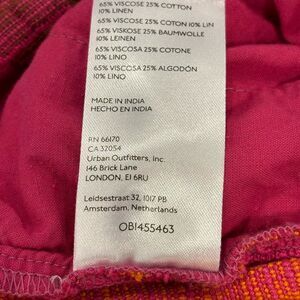 65% VISCOSE 25% COTTON
10% LINEN
65% VISCOSE 25% COTON 10% LIN
65% VISKOSE 25% BAUMWOLLE
10% LEINEN
65% VISCOSA 25% COTONE
10% LINO
65% VISCOSA 25% ALGODÓN
10% LINO
MADE IN INDIA
HECHO EN INDIA
RN 66170
CA 32054
Urban Outfitters, Inc.
146 Brick Lane
LONDON, E1 6RU
Leidsestraat 32, 1017 PB
Amsterdam, Netherlands
OB1455463